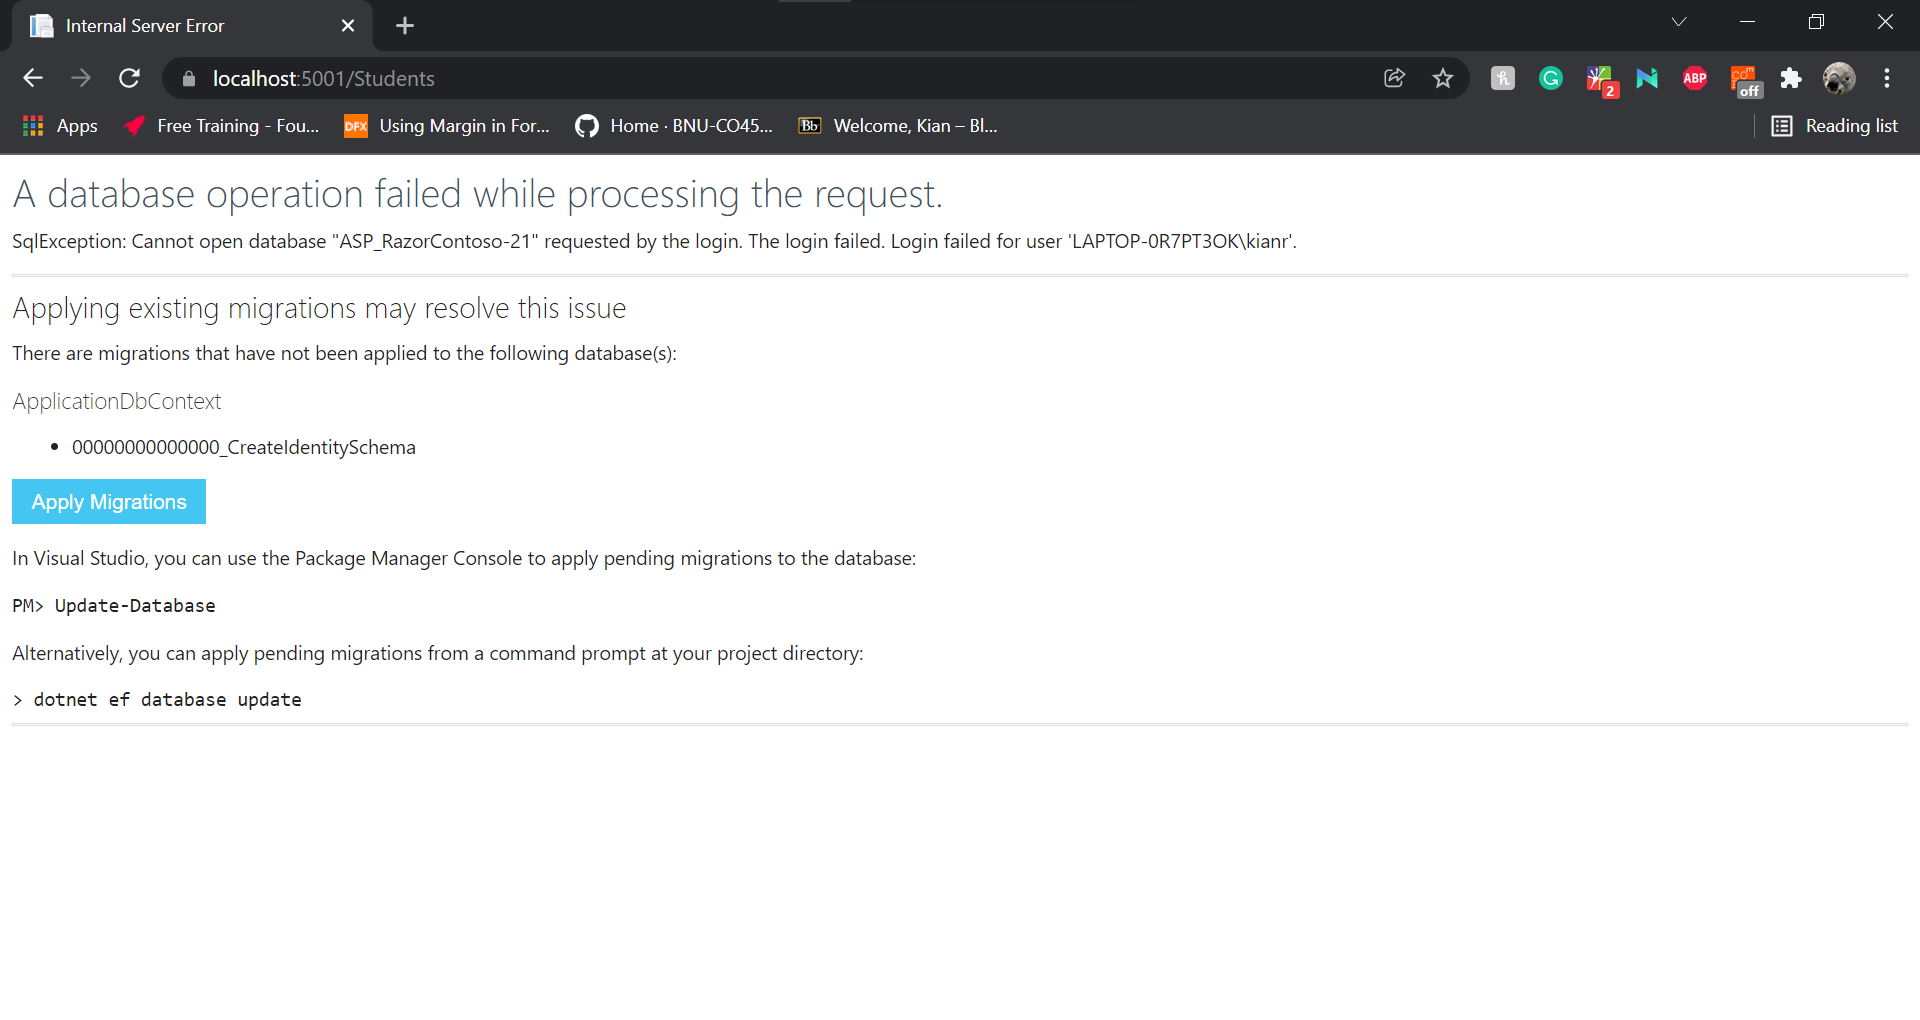 Internal Server Error
localhost:5001/Students
2
ABP
off
Apps
Free Training - Fou...
DFX
Using Margin in For...
Home · BNU-CO45...
Bb
Welcome, Kian – Bl...
Reading list
A database operation failed while processing the request.
SqlException: Cannot open database "ASP_RazorContoso-21" requested by the login. The login failed. Login failed for user 'LAPTOP-0R7PT3OK\kianr'.
Applying existing migrations may resolve this issue
There are migrations that have not been applied to the following database(s):
ApplicationDbContext
• 00000000000000_CreateIdentitySchema
Apply Migrations
In Visual Studio, you can use the Package Manager Console to apply pending migrations to the database:
PM> Update-Database
Alternatively, you can apply pending migrations from a command prompt at your project directory:
> dotnet ef database update